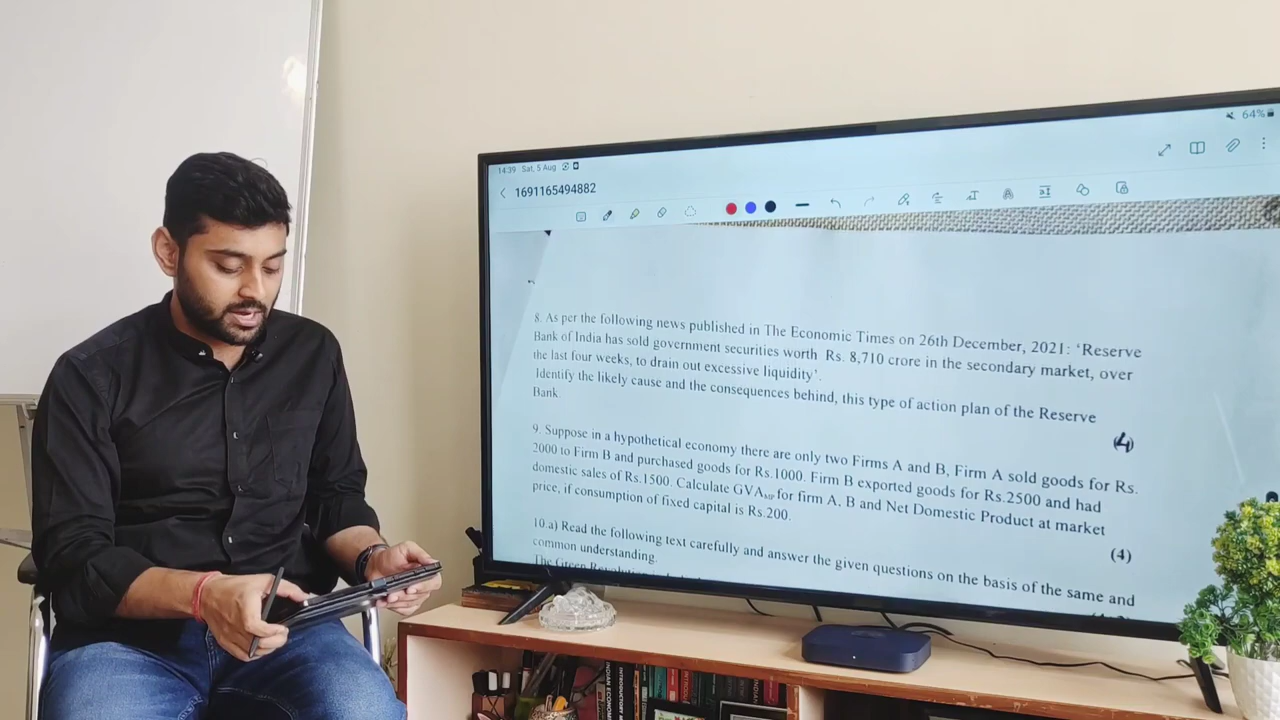 14:39 Sat, 5 Aug
64%
1691165494882
8. As per the following news published in The Economic Times on 26th December, 2021: ‘Reserve
Bank of India has sold government securities worth Rs. 8,710 crore in the secondary market, over
the last four weeks, to drain out excessive liquidity’.
Identify the likely cause and the consequences behind, this type of action plan of the Reserve
Bank.
(4)
9. Suppose in a hypothetical economy there are only two Firms A and B, Firm A sold goods for Rs.
2000 to Firm B and purchased goods for Rs.1000. Firm B exported goods for Rs.2500 and had
domestic sales of Rs.1500. Calculate GVAMP for firm A, B and Net Domestic Product at market
price, if consumption of fixed capital is Rs.200.
(4)
10.a) Read the following text carefully and answer the given questions on the basis of the same and
common understanding.
The Green
INDIAN ECONOMY
INTRODUCTORY